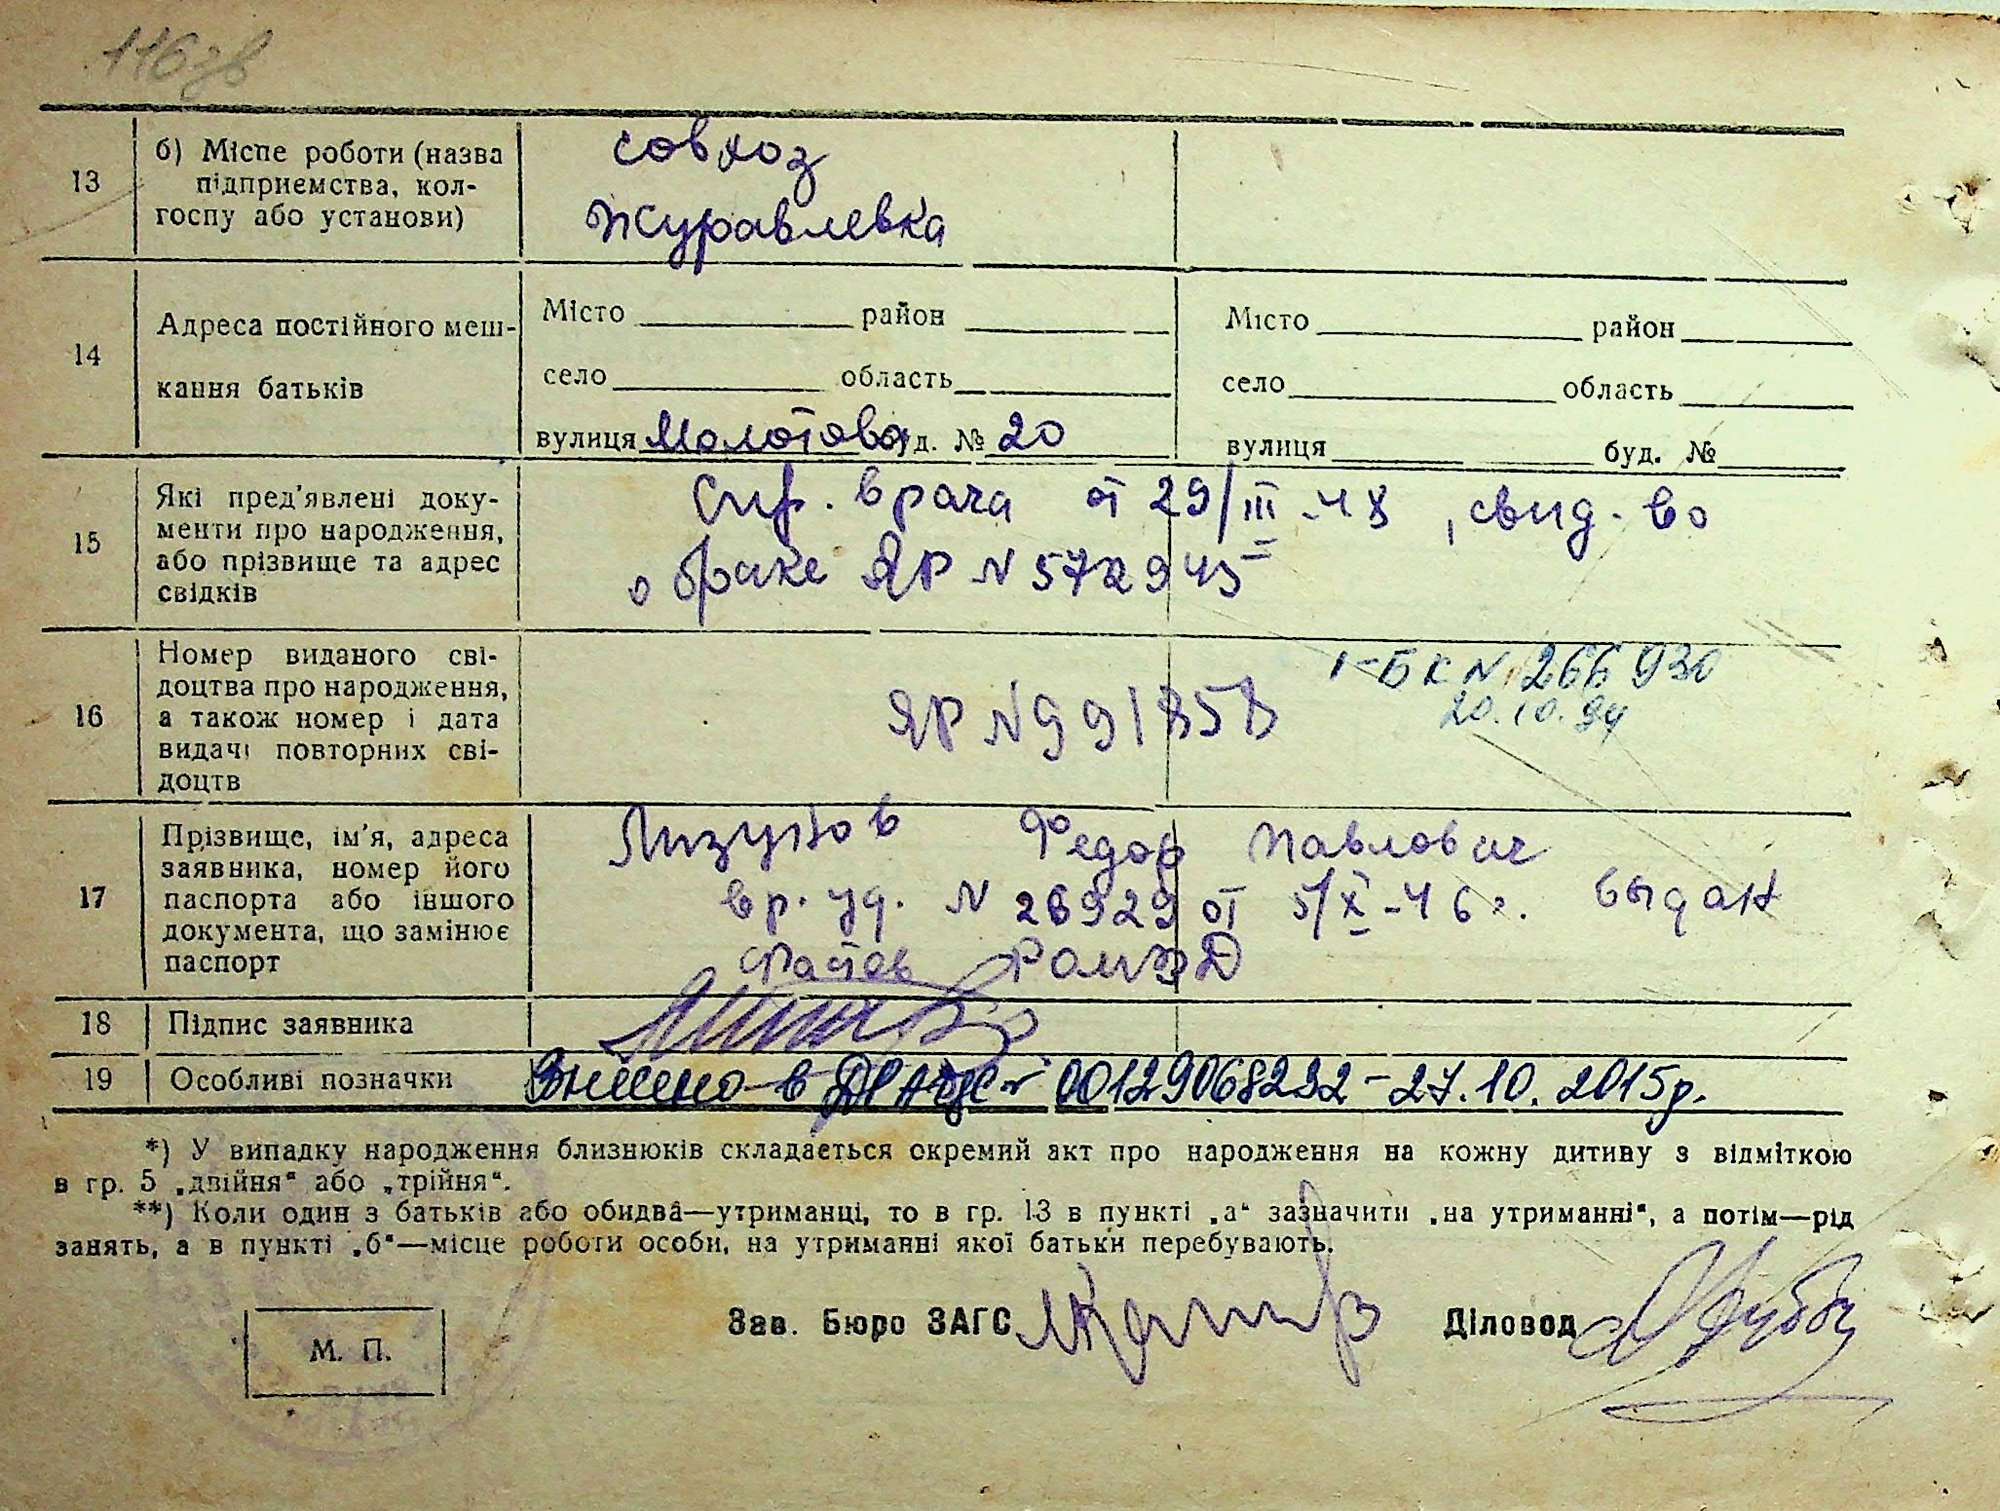 116зв
13
б) Місце роботи (назва
підприємства, кол-
госпу або установи)
совхоз
Журавлевка
14
Адреса постійного меш-
кання батьків
Місто район
село область
вулиця Молотова буд. № 20
Місто район
село область
вулиця буд. №
15
Які пред'явлені доку-
менти про народження,
або прізвище та адрес
свідків
Спр. врача от 29/III-48, свид-во
о браке ЯР N 572945
16
Номер виданого сві-
доцтва про народження,
а також номер і дата
видачі повторних сві-
доцтв
ЯР N 991858
1-БК N 266930
20.10.94
17
Прізвище, ім'я, адреса
заявника, номер його
паспорта або іншого
документа, що замінює
паспорт
Лизунов Федор Павлович
вр. уд. N 26929 от 5/X-46 г. выдан
18
Підпис заявника
19
Особливі позначки
Внесено в ДРАЦС 00129068292 - 27.10.2015р.
*) У випадку народження близнюків складається окремий акт про народження на кожну дитину з відміткою
в гр. 5 „двійня“ або „трійня“.
**) Коли один з батьків або обидва—утриманці, то в гр. 13 в пункті „а“ зазначити „на утриманні“, а потім—рід
занять, а в пункті „б“—місце роботи особи, на утриманні якої батьки перебувають.
Зав. Бюро ЗАГС Діловод
М. П.